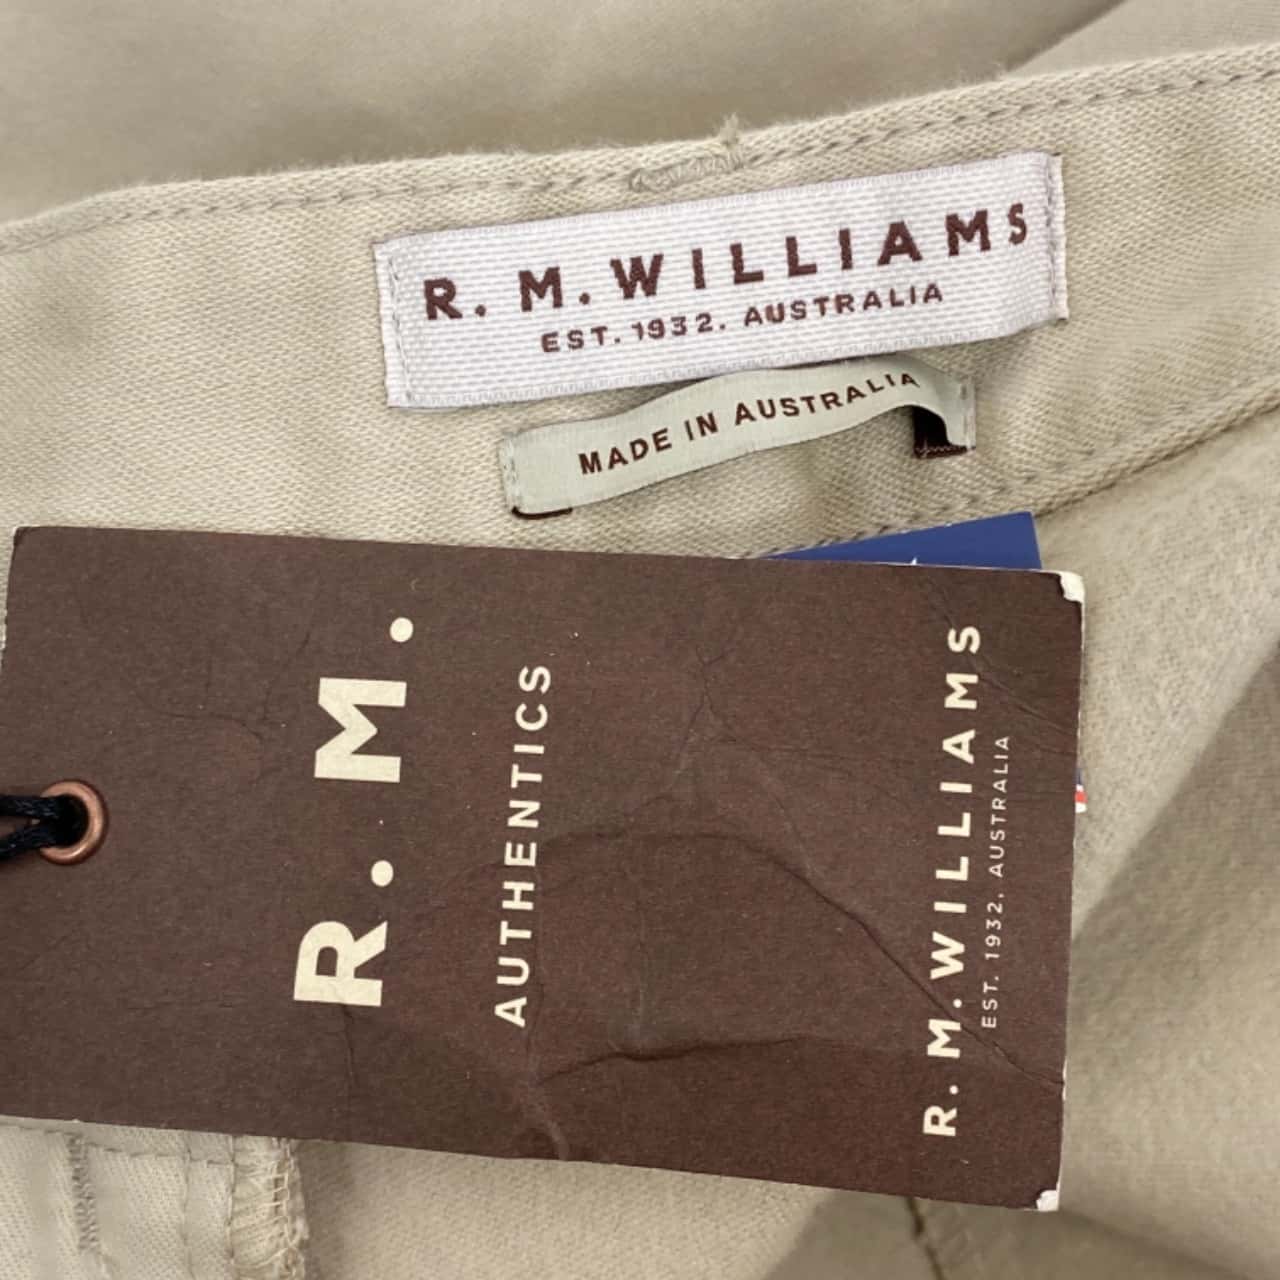 R. M. WILLIAMS
EST. 1932. AUSTRALIA
MADE IN AUSTRALIA
R. M.
AUTHENTICS
R. M. WILLIAMS
EST. 1932. AUSTRALIA